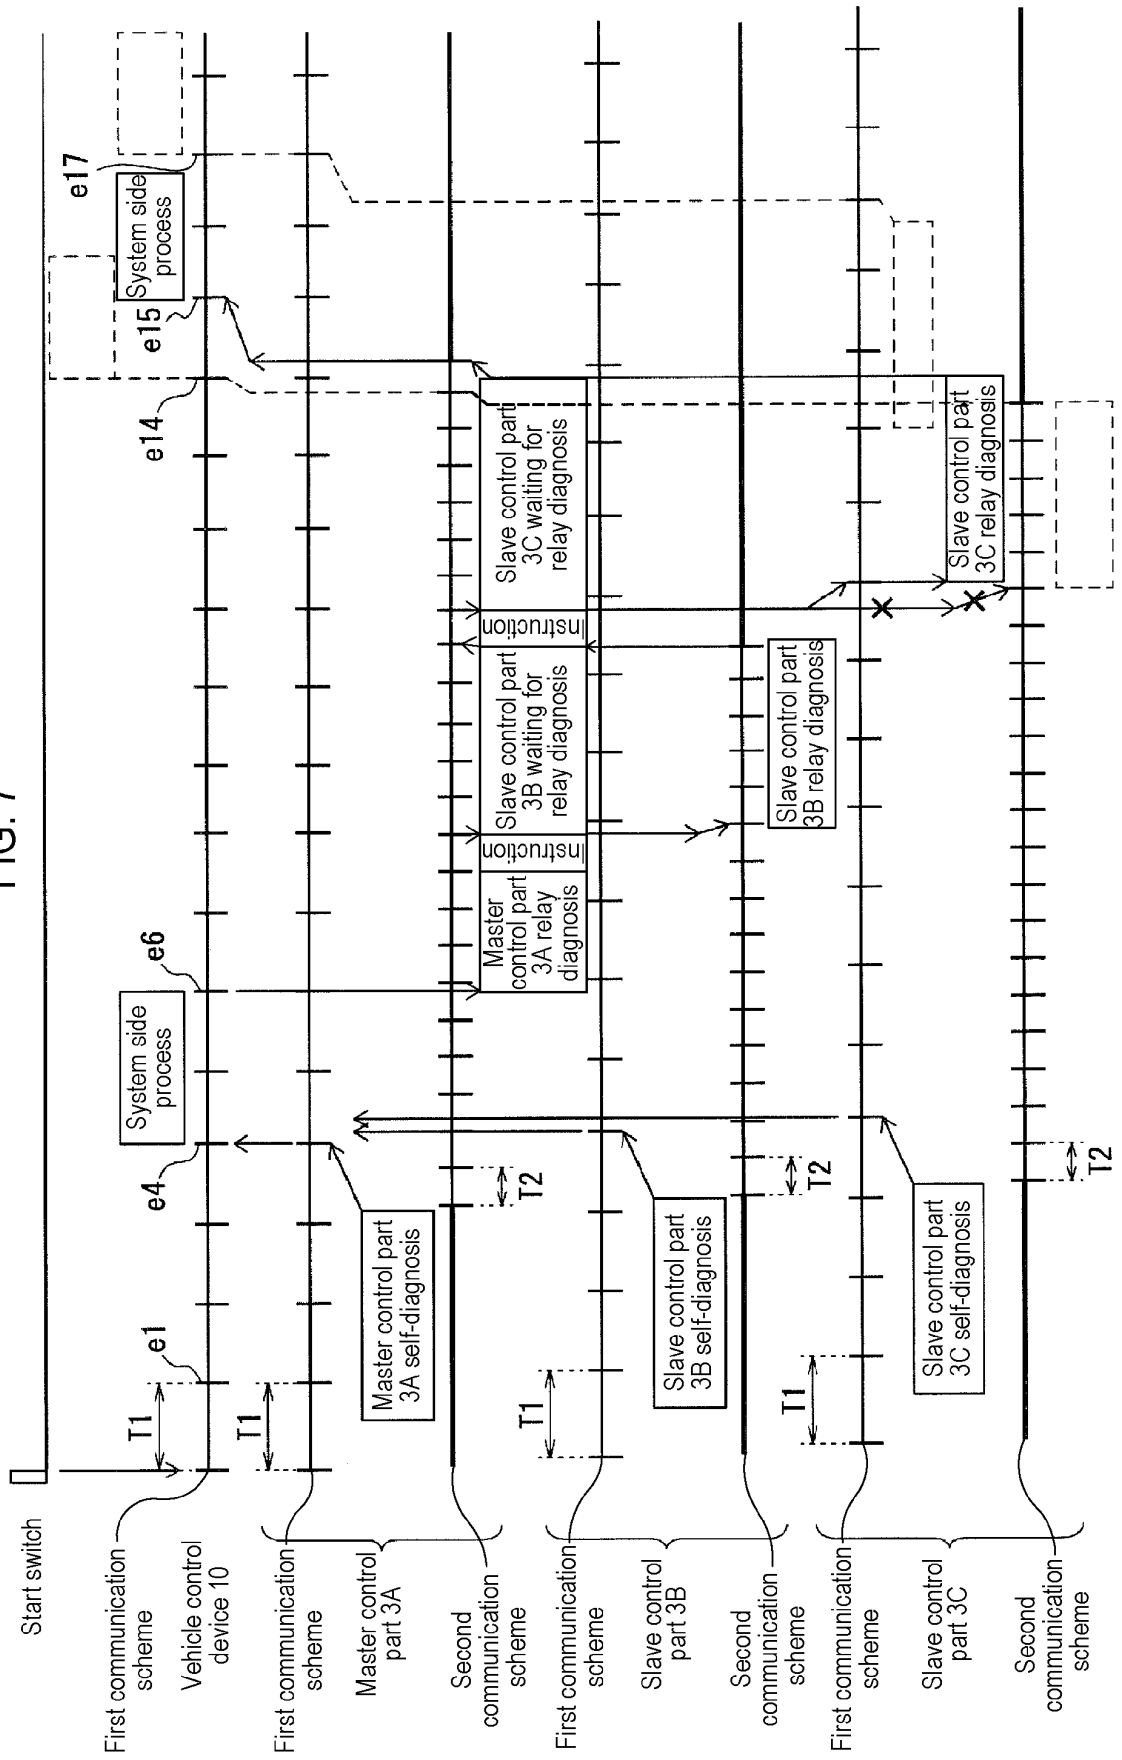 FIG. 7
Start switch
First communication
scheme
Vehicle control
device 10
First communication
scheme
Master control
part 3A
Second
communication
scheme
First communication
scheme
Slave control
part 3B
Second
communication
scheme
First communication
scheme
Slave control
part 3C
Second
communication
scheme
T1
e1
e4
System side
process
e6
e14
e15
System side
process
e17
T1
Master control part
3A self-diagnosis
T2
Master
control part
3A relay
diagnosis
Instruction
Slave control part
3B waiting for
relay diagnosis
Instruction
Slave control part
3C waiting for
relay diagnosis
T1
Slave control part
3B self-diagnosis
T2
Slave control part
3B relay diagnosis
T1
Slave control part
3C self-diagnosis
T2
Slave control part
3C relay diagnosis